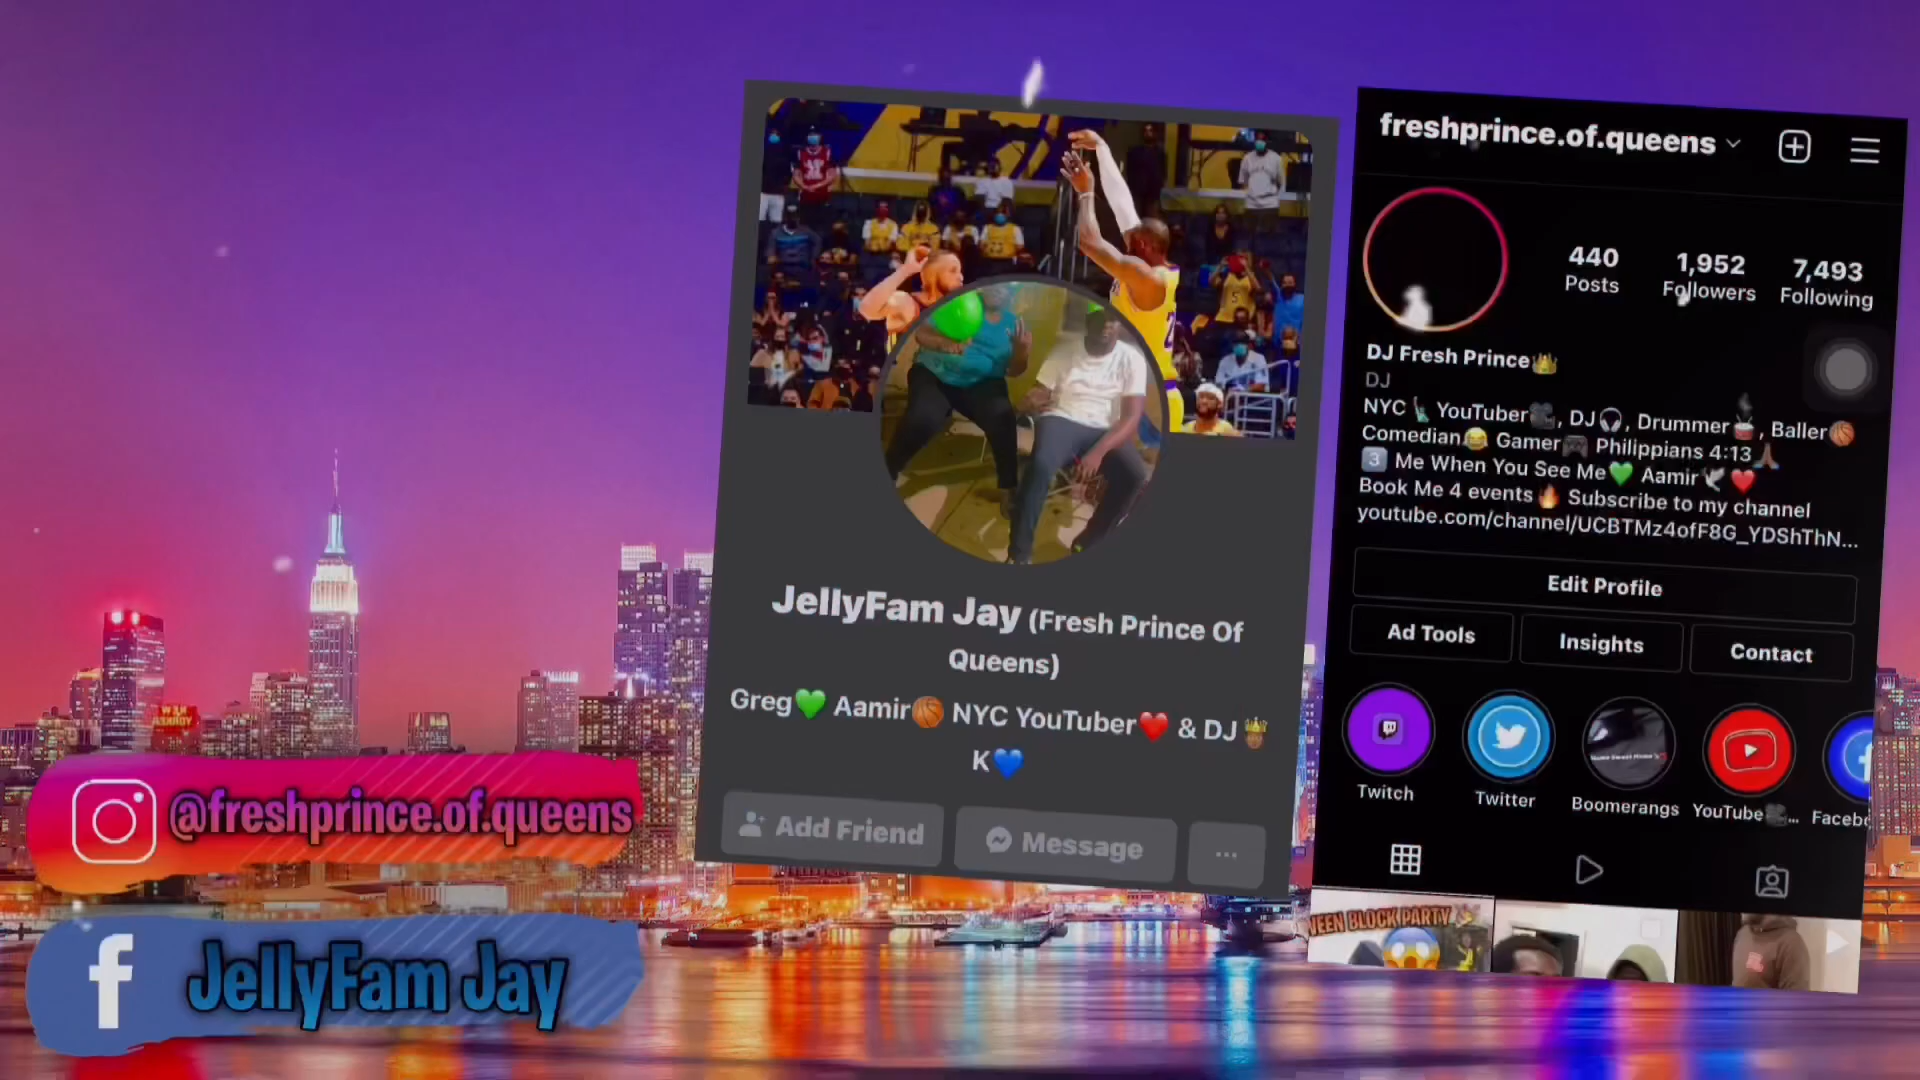 @freshprince.of.queens
JellyFam Jay
JellyFam Jay (Fresh Prince Of
Queens)
Greg💚 Aamir🏀 NYC YouTuber❤️ & DJ🤴🏾
K💙
Add Friend
Message
...
freshprince.of.queens
440
Posts
1,952
Followers
7,493
Following
DJ Fresh Prince👑
DJ
NYC🗽 YouTuber🎥, DJ🎧, Drummer🥁, Baller🏀
Comedian😂 Gamer🎮 Philippians 4:13🙏🏾
3️⃣ Me When You See Me💚 Aamir🕊❤️
Book Me 4 events🔥 Subscribe to my channel
youtube.com/channel/UCBTMz4ofF8G_YDShThN...
Edit Profile
Ad Tools
Insights
Contact
Twitch
Twitter
Boomerangs
YouTube🎥...
Facebo
WEEN BLOCK PARTY